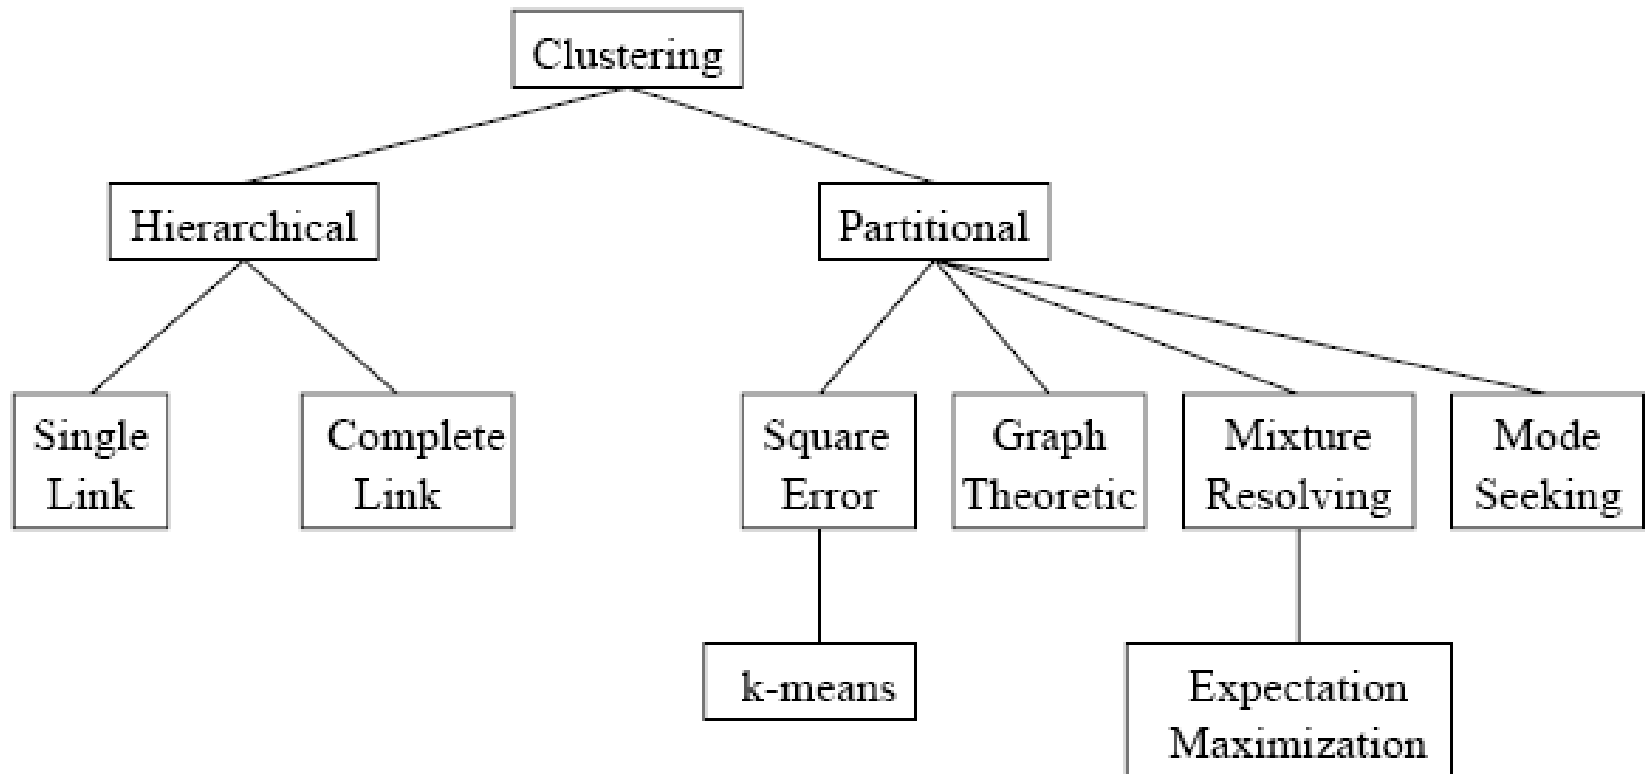 Clustering
Hierarchical
Partitional
Single
Link
Complete
Link
Square
Error
Graph
Theoretic
Mixture
Resolving
Mode
Seeking
k-means
Expectation
Maximization